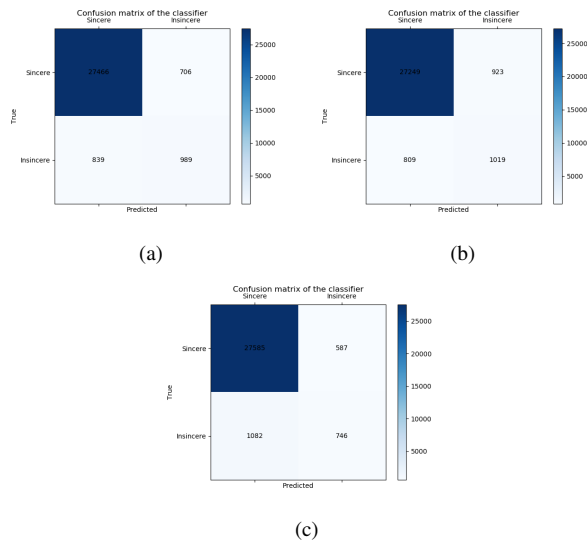 Confusion matrix of the classifier
Sincere Insincere
Sincere 27466 706
True
Insincere 839 989
Predicted
25000
20000
15000
10000
5000
(a)
Confusion matrix of the classifier
Sincere Insincere
Sincere 27249 923
True
Insincere 809 1019
Predicted
25000
20000
15000
10000
5000
(b)
Confusion matrix of the classifier
Sincere Insincere
Sincere 27585 587
True
Insincere 1082 746
Predicted
25000
20000
15000
10000
5000
(c)